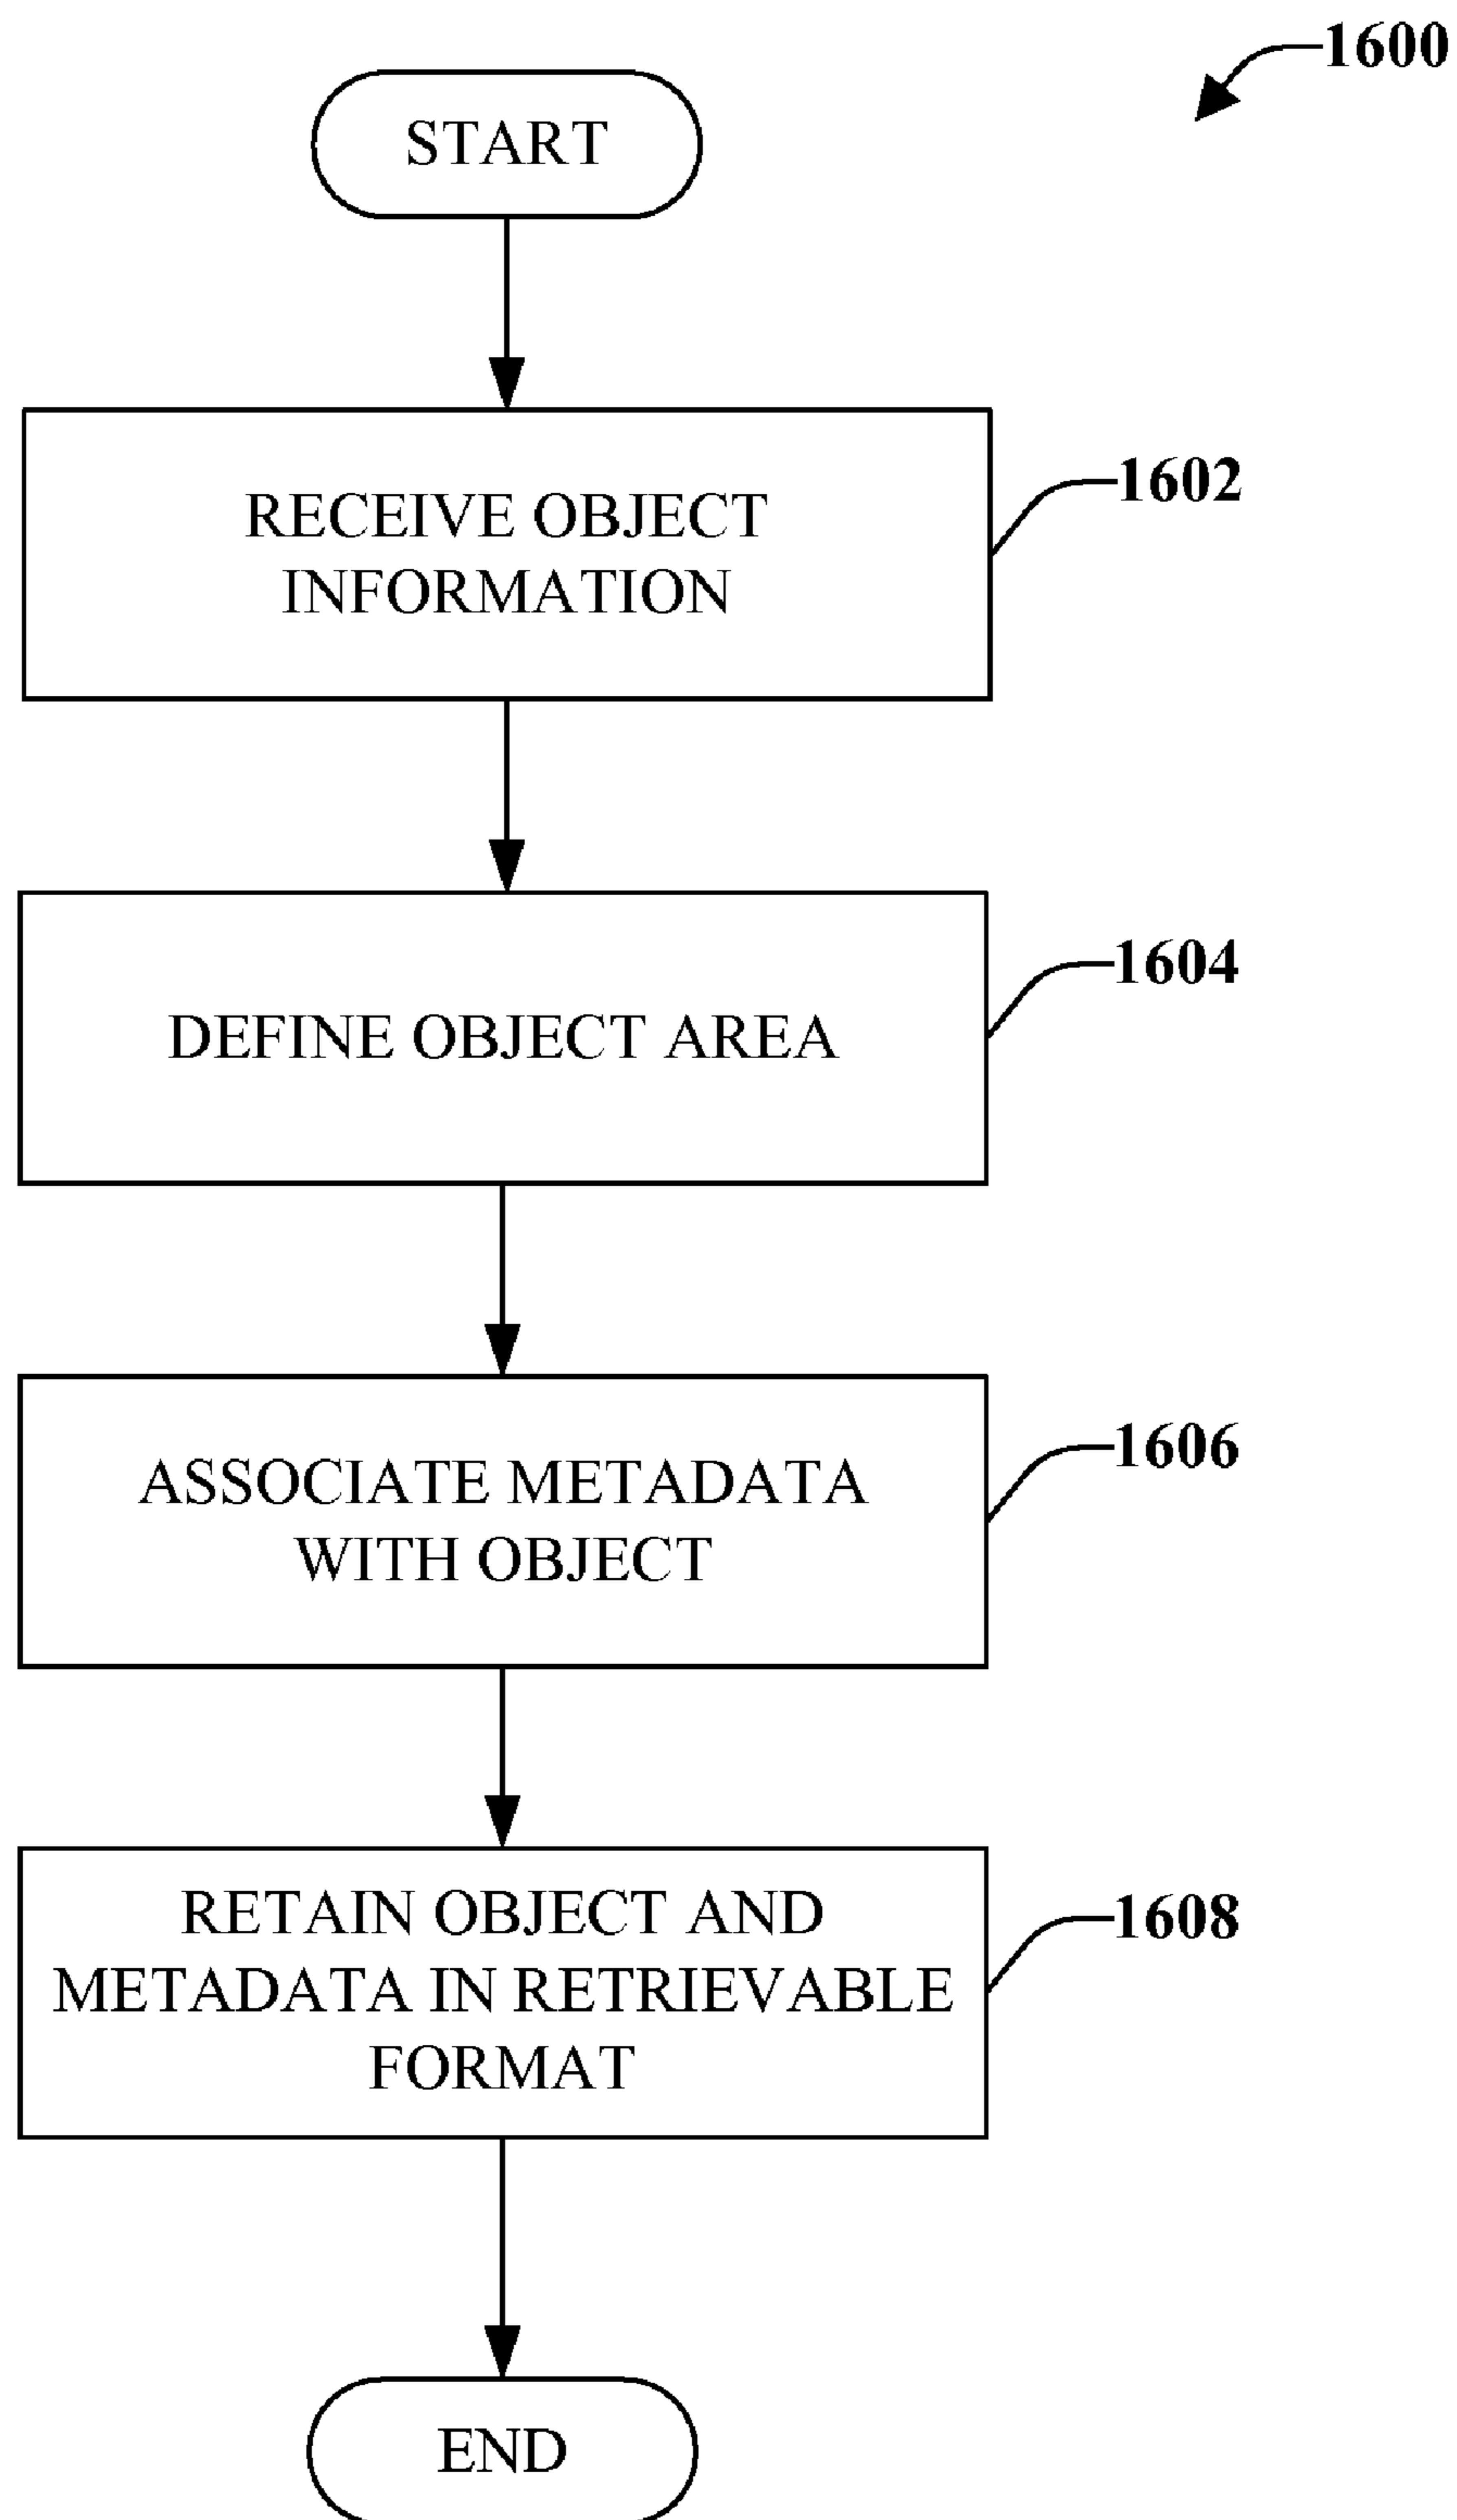 1600
START
RECEIVE OBJECT
INFORMATION
1602
DEFINE OBJECT AREA
1604
ASSOCIATE METADATA
WITH OBJECT
1606
RETAIN OBJECT AND
METADATA IN RETRIEVABLE
FORMAT
1608
END